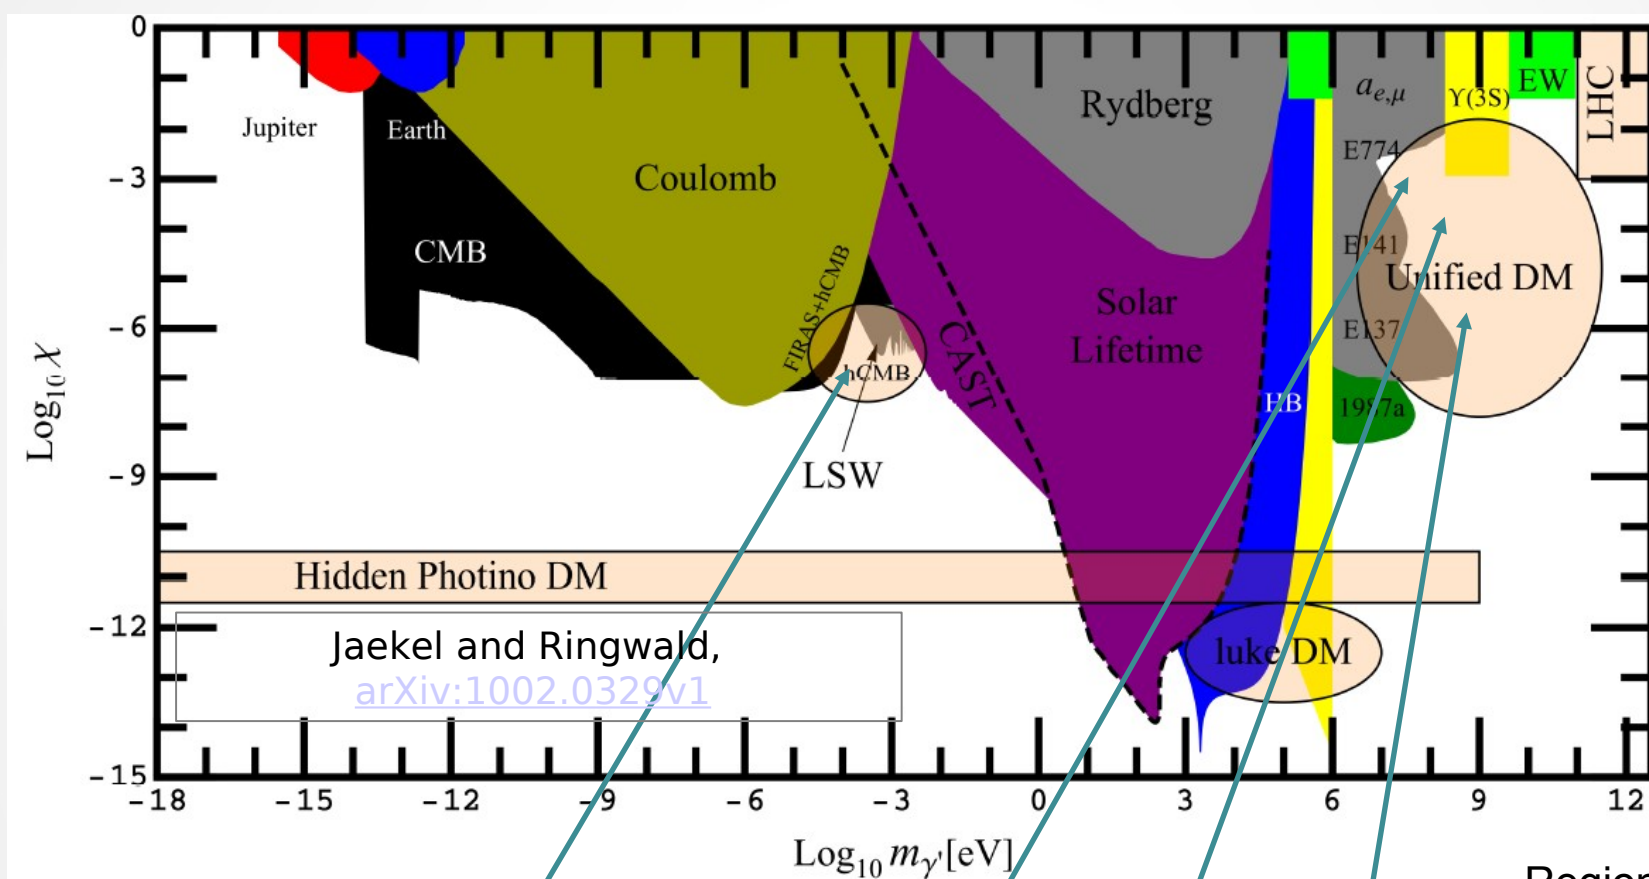 0
-3
-6
-9
-12
-15
Log₁₀ χ
Jupiter
Earth
CMB
Coulomb
FIRAS+hCMB
hCMB
LSW
CAST
Rydberg
Solar
Lifetime
HB
a_{e,μ}
Υ(3S)
EW
LHC
E774
E141
Unified DM
E137
1987a
Hidden Photino DM
luke DM
Jaekel and Ringwald,
arXiv:1002.0329v1
-18 -15 -12 -9 -6 -3 0 3 6 9 12
Log₁₀ m_γ'[eV]